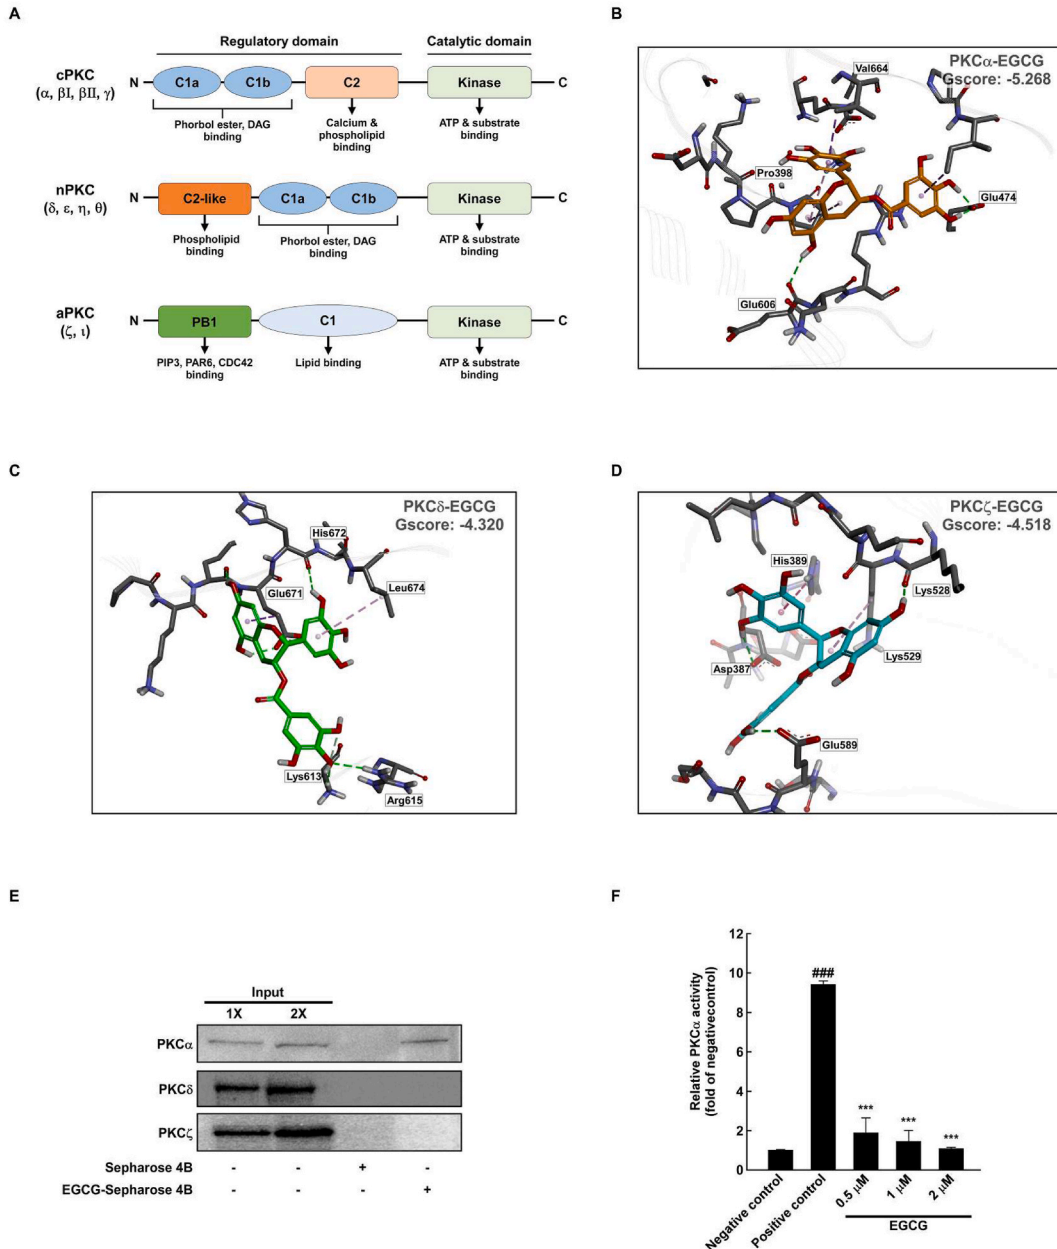 A
Regulatory domain
Catalytic domain
cPKC
(α, βI, βII, γ)
N
C1a
C1b
C2
Kinase
C
Phorbol ester, DAG
binding
Calcium &
phospholipid
binding
ATP & substrate
binding
nPKC
(δ, ε, η, θ)
N
C2-like
C1a
C1b
Kinase
C
Phospholipid
binding
Phorbol ester, DAG
binding
ATP & substrate
binding
aPKC
(ζ, ι)
N
PB1
C1
Kinase
C
PIP3, PAR6, CDC42
binding
Lipid binding
ATP & substrate
binding
B
PKCα-EGCG
Gscore: -5.268
Val664
Pro398
Glu474
Glu606
C
PKCδ-EGCG
Gscore: -4.320
His672
Glu671
Leu674
Lys613
Arg615
D
PKCζ-EGCG
Gscore: -4.518
His389
Lys528
Lys529
Asp387
Glu589
E
Input
1X 2X
PKCα
PKCδ
PKCζ
Sepharose 4B - - + -
EGCG-Sepharose 4B - - - +
F
Relative PKCα activity
(fold of negativecontrol)
12
10
8
6
4
2
0
###
***
***
***
Negative control
Positive control
0.5 μM
1 μM
2 μM
EGCG